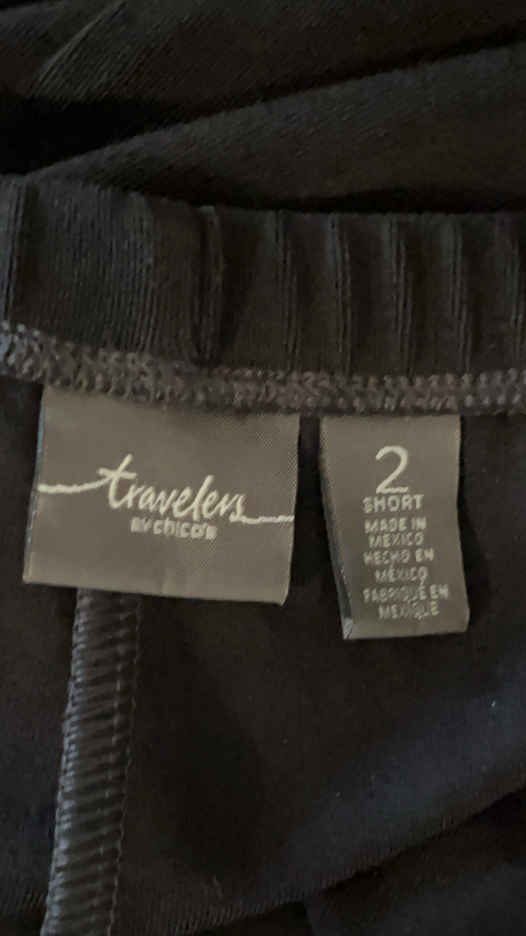 travelers
BY chico's
2
SHORT
MADE IN
MEXICO
HECHO EN
MÉXICO
FABRIQUÉ EN
MEXIQUE